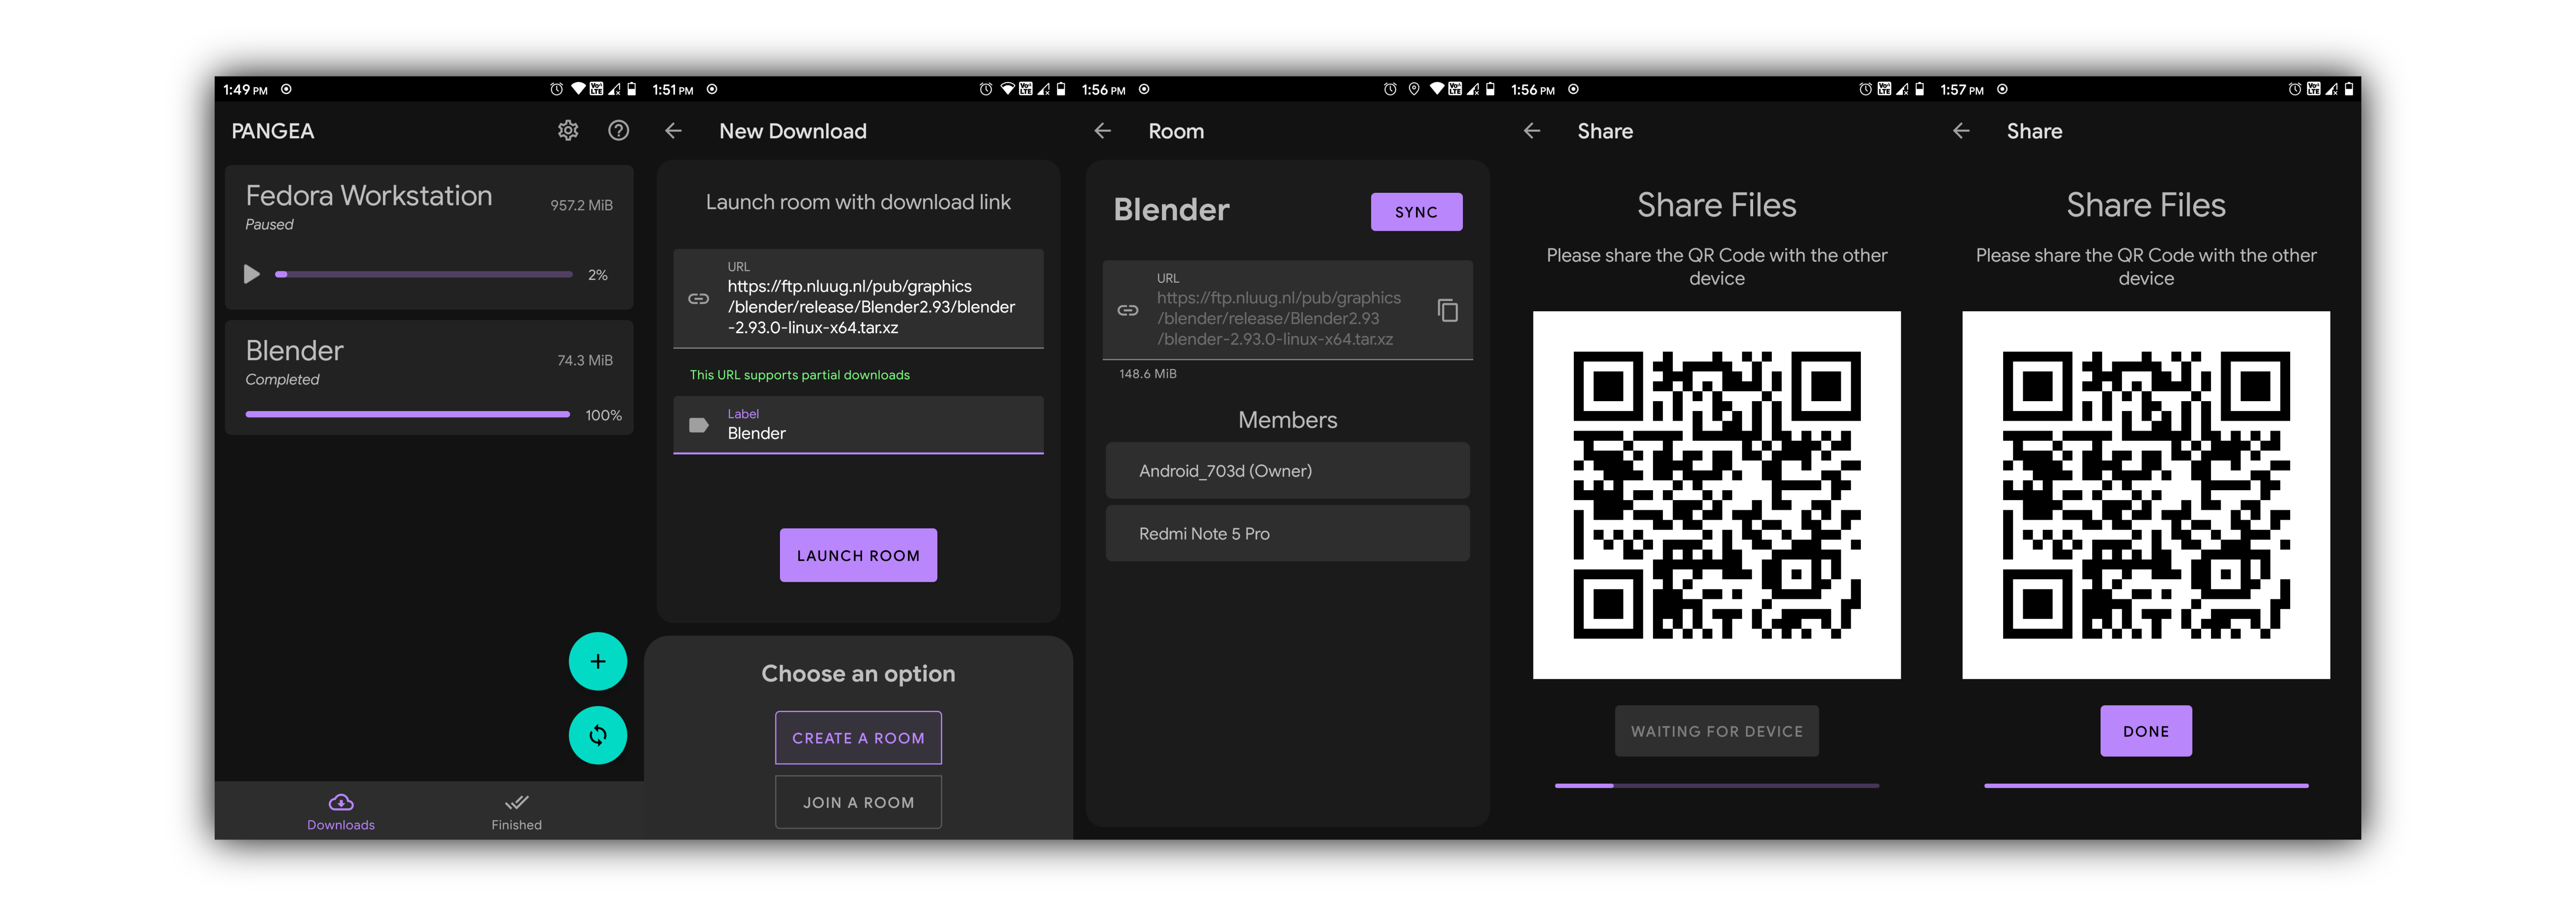 1:49 PM
PANGEA
Fedora Workstation
957.2 MiB
Paused
2%
Blender
74.3 MiB
Completed
100%
Downloads
Finished
1:51 PM
New Download
Launch room with download link
URL
https://ftp.nluug.nl/pub/graphics
/blender/release/Blender2.93/blender
-2.93.0-linux-x64.tar.xz
This URL supports partial downloads
Label
Blender
LAUNCH ROOM
Choose an option
CREATE A ROOM
JOIN A ROOM
1:56 PM
Room
Blender
SYNC
URL
https://ftp.nluug.nl/pub/graphics
/blender/release/Blender2.93
/blender-2.93.0-linux-x64.tar.xz
148.6 MiB
Members
Android_703d (Owner)
Redmi Note 5 Pro
1:56 PM
Share
Share Files
Please share the QR Code with the other
device
WAITING FOR DEVICE
1:57 PM
Share
Share Files
Please share the QR Code with the other
device
DONE